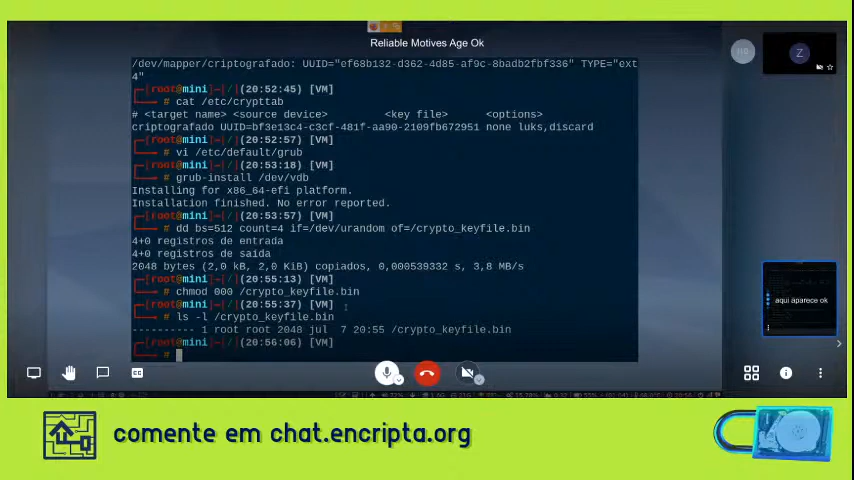 Reliable Motives Age Ok
/dev/mapper/criptografado: UUID="ef68b132-d362-4d85-af9c-8badb2fbf336" TYPE="ext
4"
[root@mini]—[/] (20:52:45) [VM]
# cat /etc/crypttab
# <target name> <source device>         <key file>      <options>
criptografado UUID=bf3e13c4-c3cf-481f-aa90-2109fb672951 none luks,discard
[root@mini]—[/] (20:52:57) [VM]
# vi /etc/default/grub
[root@mini]—[/] (20:53:18) [VM]
# grub-install /dev/vdb
Installing for x86_64-efi platform.
Installation finished. No error reported.
[root@mini]—[/] (20:53:57) [VM]
# dd bs=512 count=4 if=/dev/urandom of=/crypto_keyfile.bin
4+0 registros de entrada
4+0 registros de saída
2048 bytes (2,0 kB, 2,0 KiB) copiados, 0,000539332 s, 3,8 MB/s
[root@mini]—[/] (20:55:13) [VM]
# chmod 000 /crypto_keyfile.bin
[root@mini]—[/] (20:55:37) [VM]
# ls -l /crypto_keyfile.bin
---------- 1 root root 2048 jul  7 20:55 /crypto_keyfile.bin
[root@mini]—[/] (20:56:06) [VM]
#
Z
aqui aparece ok
CC
comente em chat.encripta.org